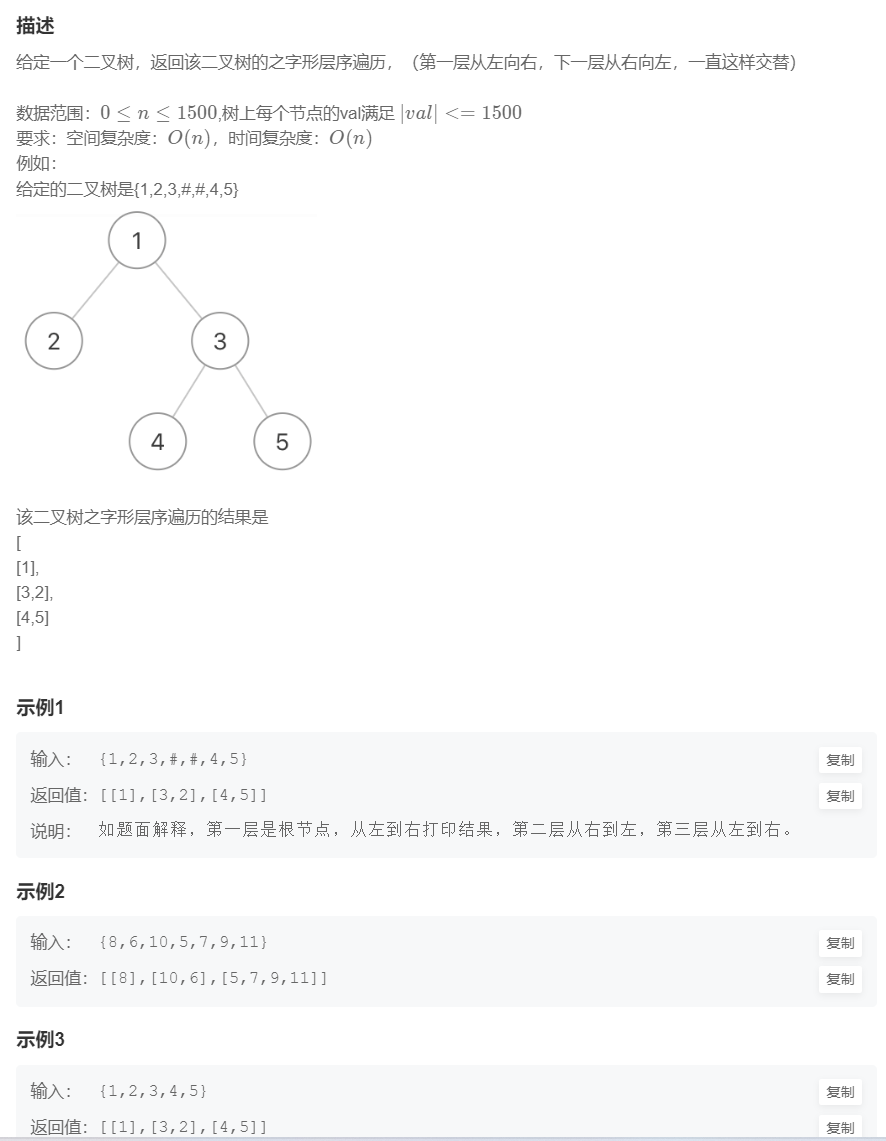 描述
给定一个二叉树，返回该二叉树的之字形层序遍历，（第一层从左向右，下一层从右向左，一直这样交替）
数据范围：0 ≤ n ≤ 1500,树上每个节点的val满足 |val| <= 1500
要求：空间复杂度：O(n)，时间复杂度：O(n)
例如：
给定的二叉树是{1,2,3,#,#,4,5}
1
2 3
4 5
该二叉树之字形层序遍历的结果是
[
[1],
[3,2],
[4,5]
]
示例1
输入： {1,2,3,#,#,4,5} 复制
返回值：[[1],[3,2],[4,5]] 复制
说明： 如题面解释，第一层是根节点，从左到右打印结果，第二层从右到左，第三层从左到右。
示例2
输入： {8,6,10,5,7,9,11} 复制
返回值：[[8],[10,6],[5,7,9,11]] 复制
示例3
输入： {1,2,3,4,5} 复制
返回值：[[1],[3,2],[4,5]] 复制